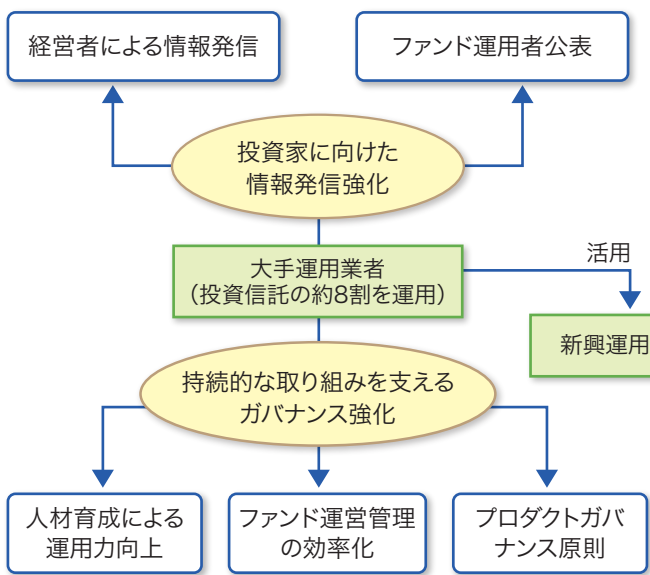 経営者による情報発信
ファンド運用者公表
投資家に向けた
情報発信強化
大手運用業者
（投資信託の約8割を運用）
活用
新興運用
持続的な取り組みを支える
ガバナンス強化
人材育成による
運用力向上
ファンド運営管理
の効率化
プロダクトガバ
ナンス原則